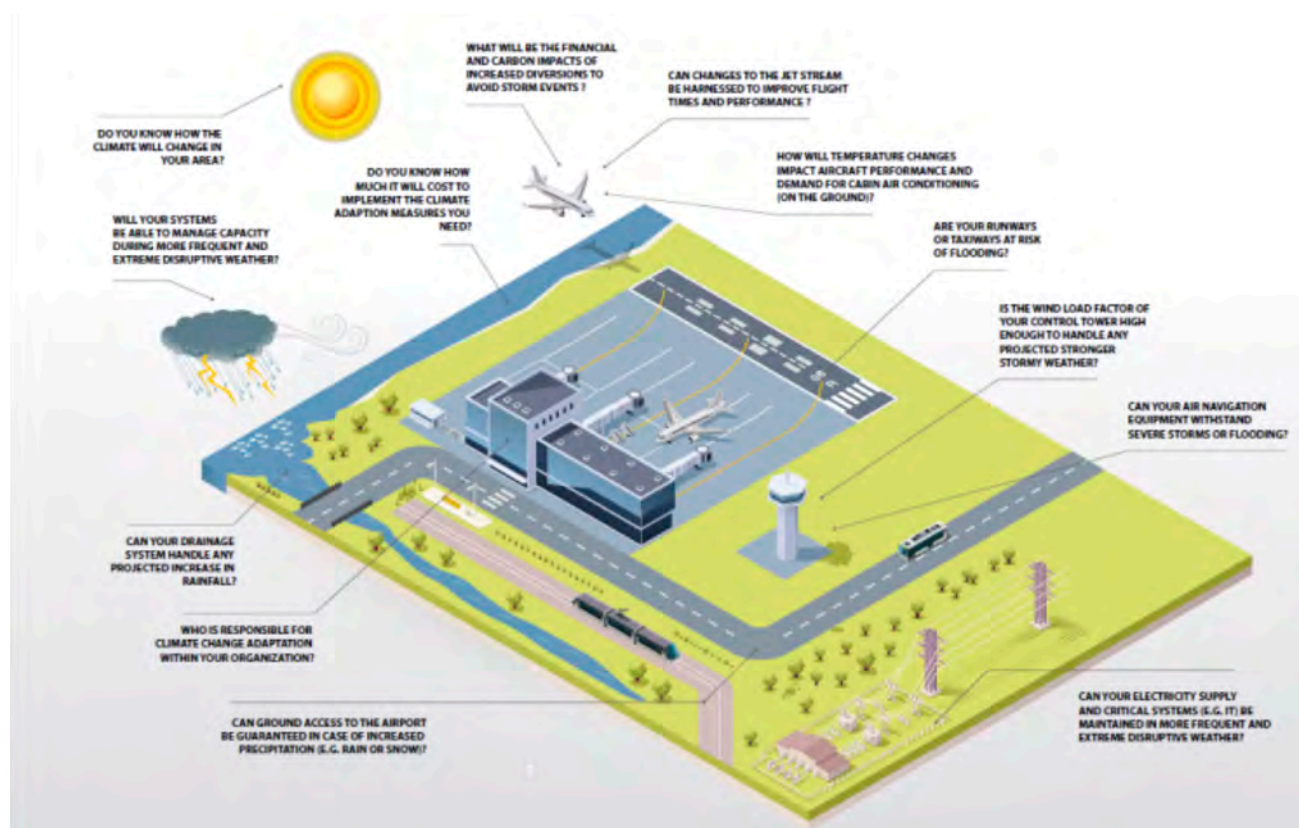 WHAT WILL BE THE FINANCIAL
AND CARBON IMPACTS OF
INCREASED DIVERSIONS TO
AVOID STORM EVENTS ?
CAN CHANGES TO THE JET STREAM
BE HARNESSED TO IMPROVE FLIGHT
TIMES AND PERFORMANCE ?
DO YOU KNOW HOW THE
CLIMATE WILL CHANGE IN
YOUR AREA?
DO YOU KNOW HOW
MUCH IT WILL COST TO
IMPLEMENT THE CLIMATE
ADAPTION MEASURES YOU
NEED?
HOW WILL TEMPERATURE CHANGES
IMPACT AIRCRAFT PERFORMANCE AND
DEMAND FOR CABIN AIR CONDITIONING
(ON THE GROUND)?
WILL YOUR SYSTEMS
BE ABLE TO MANAGE CAPACITY
DURING MORE FREQUENT AND
EXTREME DISRUPTIVE WEATHER?
ARE YOUR RUNWAYS
OR TAXIWAYS AT RISK
OF FLOODING?
IS THE WIND LOAD FACTOR OF
YOUR CONTROL TOWER HIGH
ENOUGH TO HANDLE ANY
PROJECTED STRONGER
STORMY WEATHER?
CAN YOUR AIR NAVIGATION
EQUIPMENT WITHSTAND
SEVERE STORMS OR FLOODING?
CAN YOUR DRAINAGE
SYSTEM HANDLE ANY
PROJECTED INCREASE IN
RAINFALL?
WHO IS RESPONSIBLE FOR
CLIMATE CHANGE ADAPTATION
WITHIN YOUR ORGANIZATION?
CAN GROUND ACCESS TO THE AIRPORT
BE GUARANTEED IN CASE OF INCREASED
PRECIPITATION (E.G. RAIN OR SNOW)?
CAN YOUR ELECTRICITY SUPPLY
AND CRITICAL SYSTEMS (E.G. IT) BE
MAINTAINED IN MORE FREQUENT AND
EXTREME DISRUPTIVE WEATHER?